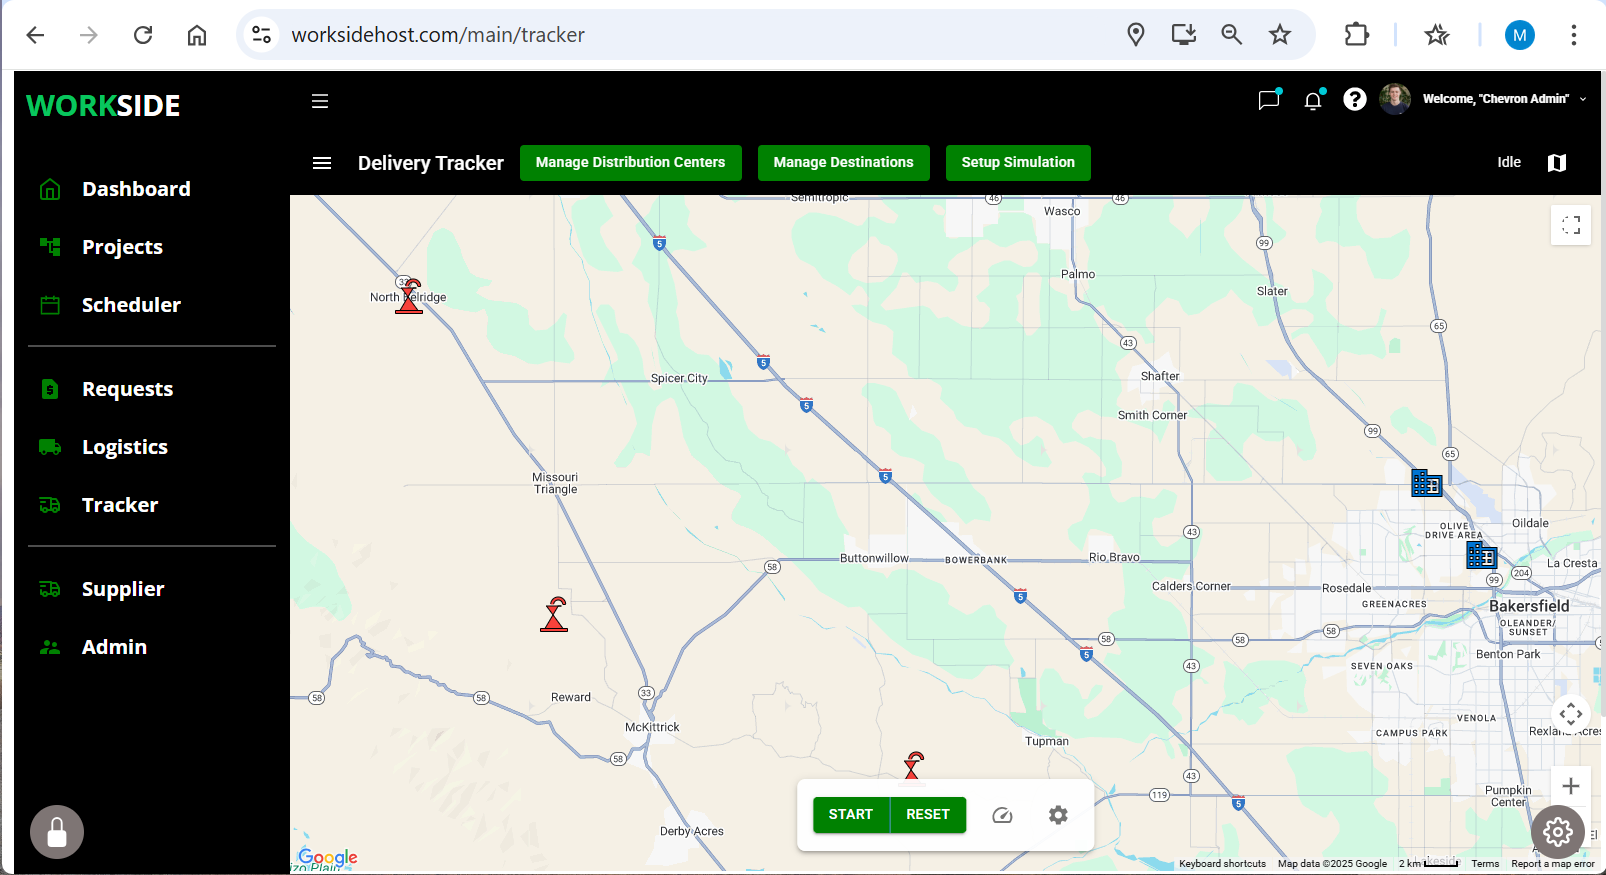 worksidehost.com/main/tracker
M
WORKSIDE
Welcome, "Chevron Admin"
Delivery Tracker
Manage Distribution Centers
Manage Destinations
Setup Simulation
Idle
Dashboard
Projects
Scheduler
Requests
Logistics
Tracker
Supplier
Admin
Semitropic
46
46
Wasco
5
99
Palmo
33
North Belridge
Slater
65
43
5
Spicer City
Shafter
5
Smith Corner
99
65
Missouri
Triangle
5
OLIVE
DRIVE AREA
Oildale
43
Buttonwillow
BOWERBANK
Rio Bravo
58
La Cresta
99
204
Calders Corner
Rosedale
5
GREENACRES
Bakersfield
OLEANDER/
SUNSET
58
58
58
5
Benton Park
43
SEVEN OAKS
58
58
Reward
33
McKittrick
VENOLA
CAMPUS PARK
Rexland Acres
Tupman
58
43
Pumpkin
Center
119
5
START
RESET
Derby Acres
Google
Keyboard shortcuts
Map data ©2025 Google
2 km
Terms
Report a map error